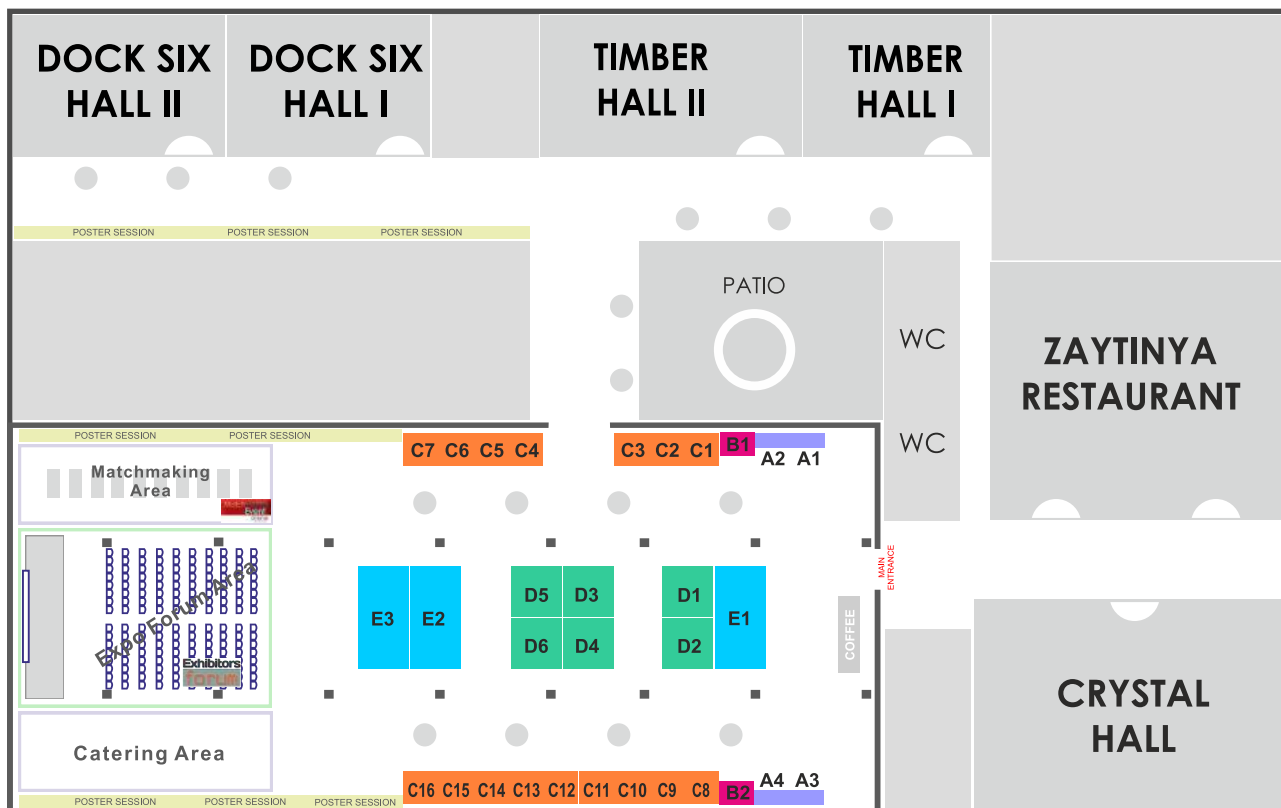 DOCK SIX
HALL II
DOCK SIX
HALL I
TIMBER
HALL II
TIMBER
HALL I
POSTER SESSION
POSTER SESSION
POSTER SESSION
PATIO
WC
ZAYTINYA
RESTAURANT
WC
POSTER SESSION
POSTER SESSION
C7 C6 C5 C4
C3 C2 C1
B1
A2 A1
Matchmaking
Area
MAIN
ENTRANCE
Expo Forum Area
Exhibitors
forum
E3
E2
D5
D3
D6
D4
D1
D2
E1
COFFEE
CRYSTAL
HALL
Catering Area
C16 C15 C14 C13 C12 C11 C10 C9 C8
B2
A4 A3
POSTER SESSION
POSTER SESSION
POSTER SESSION